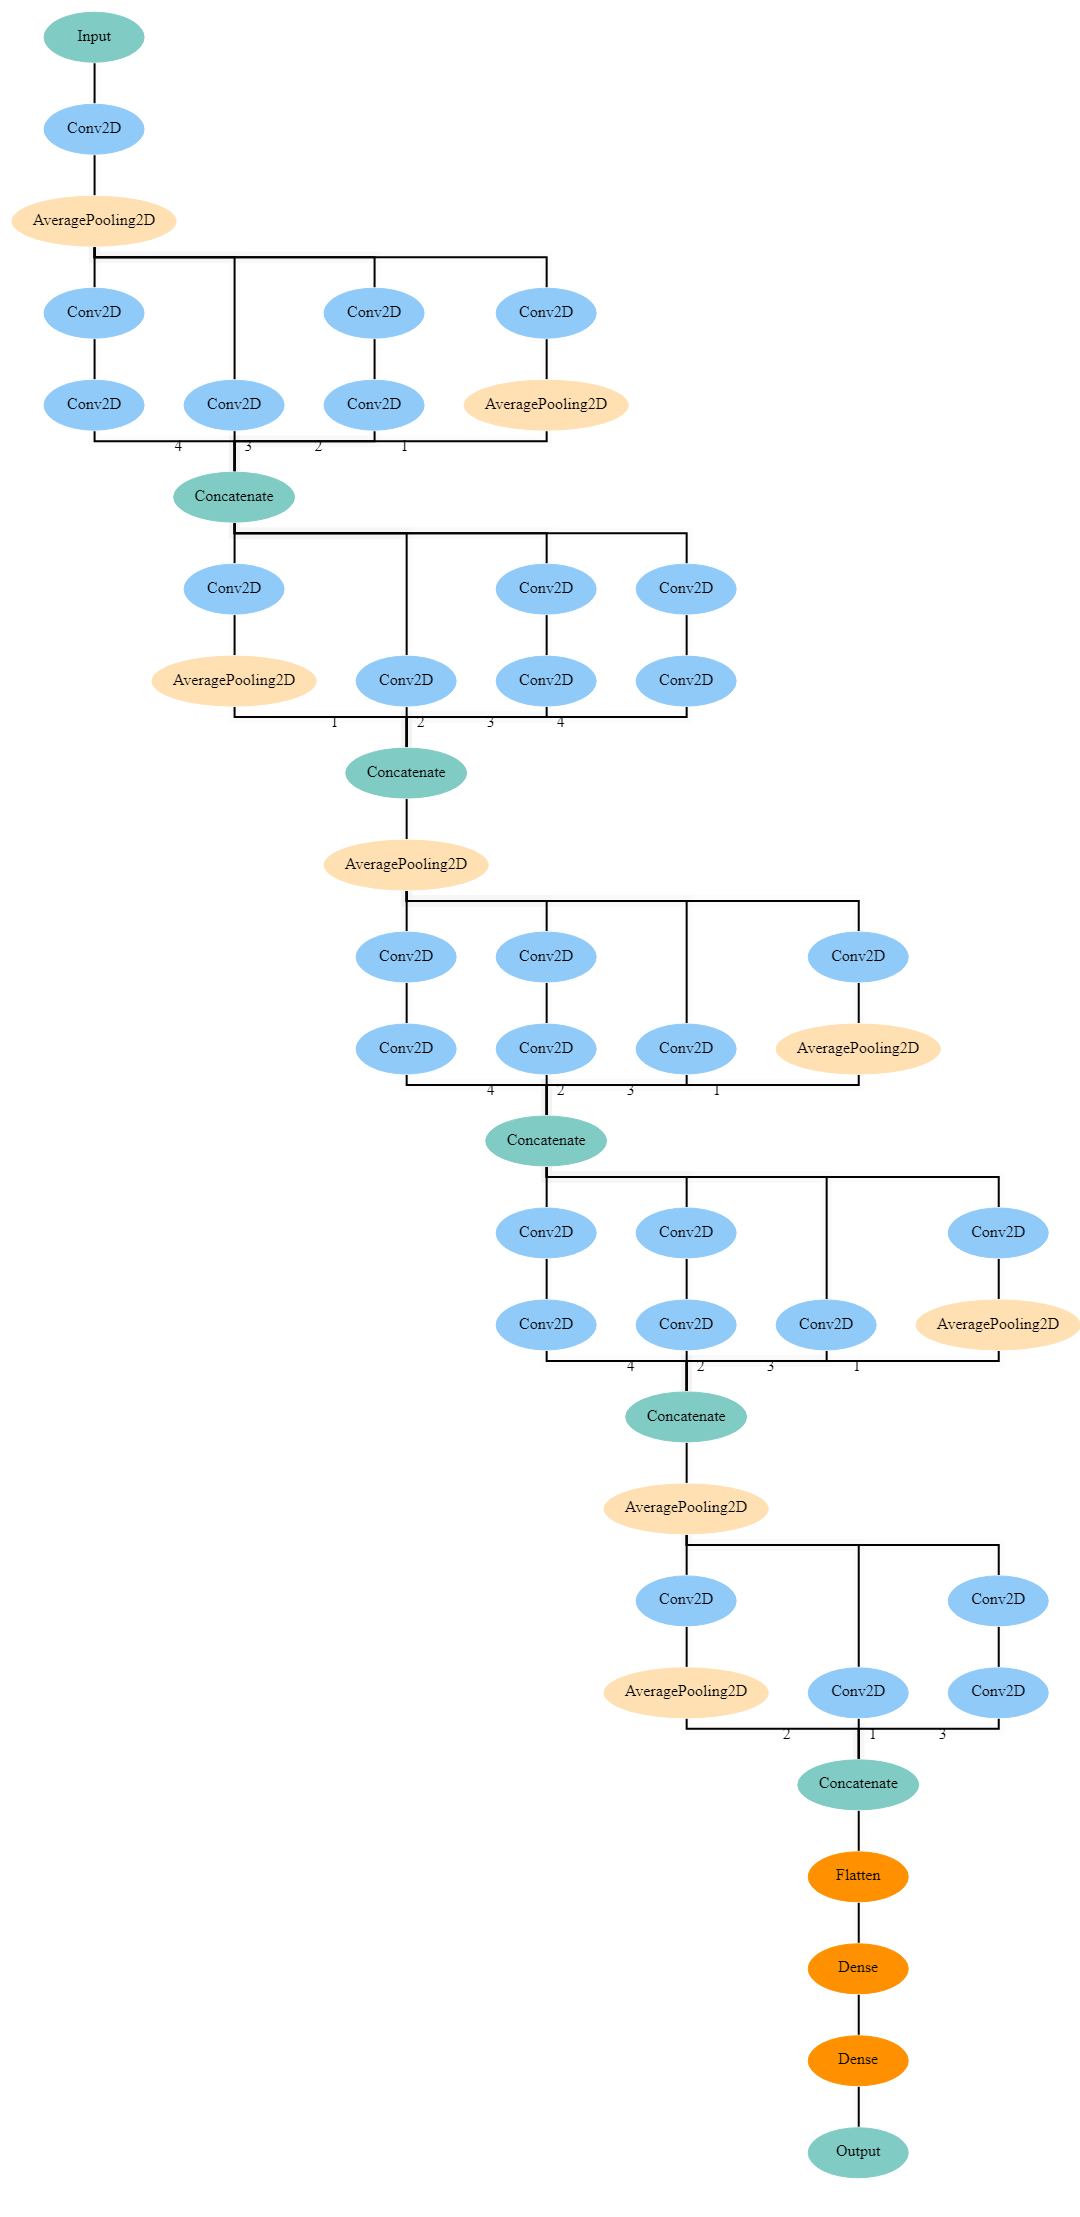 Input
Conv2D
AveragePooling2D
Conv2D Conv2D Conv2D
Conv2D Conv2D Conv2D AveragePooling2D
4 3 2 1
Concatenate
Conv2D Conv2D Conv2D
AveragePooling2D Conv2D Conv2D Conv2D
1 2 3 4
Concatenate
AveragePooling2D
Conv2D Conv2D Conv2D
Conv2D Conv2D Conv2D AveragePooling2D
4 2 3 1
Concatenate
Conv2D Conv2D Conv2D
Conv2D Conv2D Conv2D AveragePooling2D
4 2 3 1
Concatenate
AveragePooling2D
Conv2D Conv2D
AveragePooling2D Conv2D Conv2D
2 1 3
Concatenate
Flatten
Dense
Dense
Output